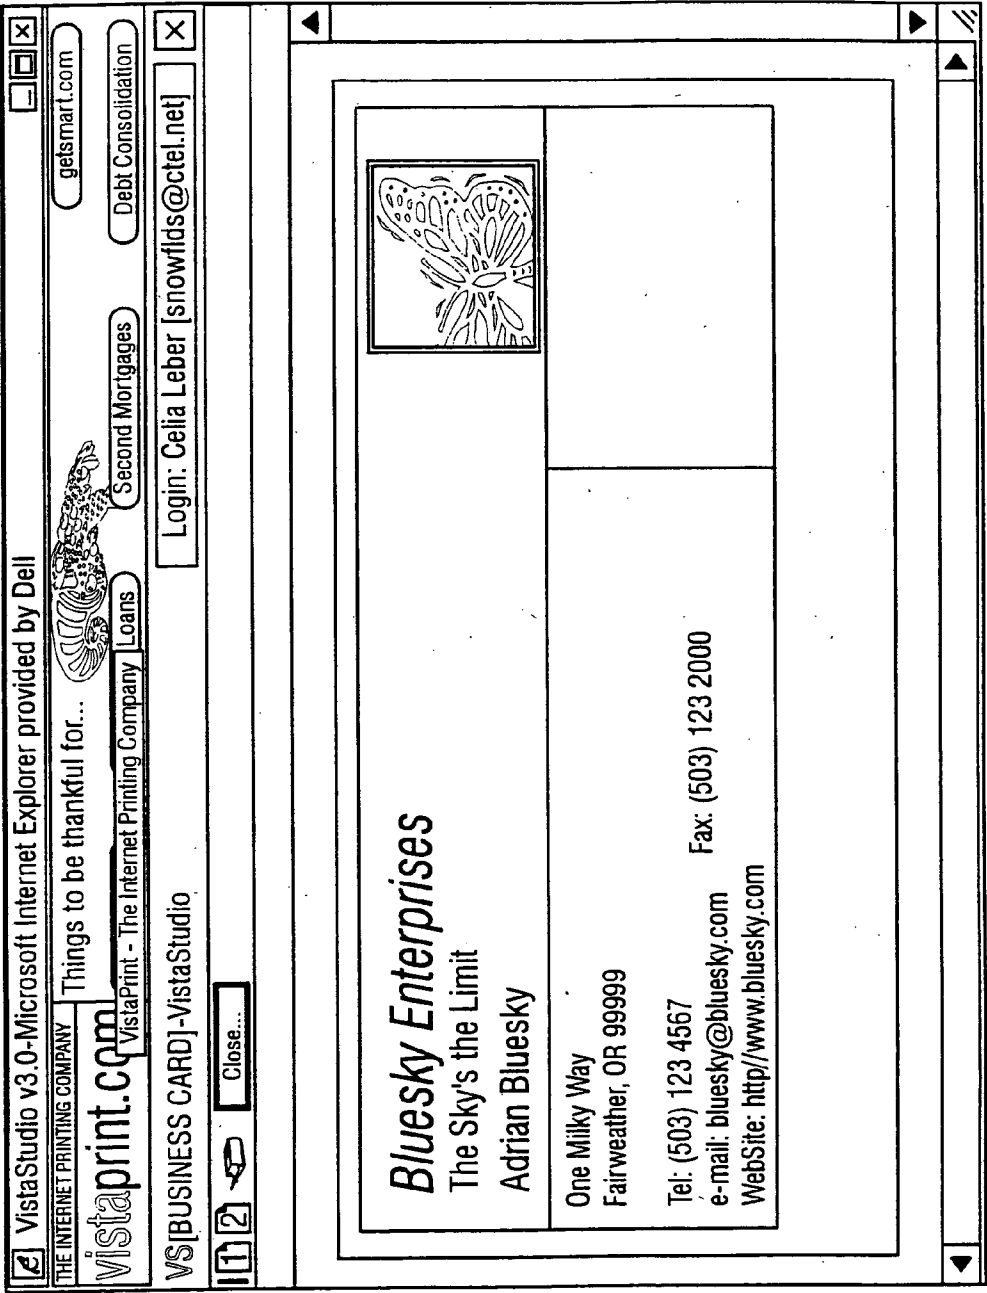 VistaStudio v3.0-Microsoft Internet Explorer provided by Dell
THE INTERNET PRINTING COMPANY
vistaprint.com
Things to be thankful for...
getsmart.com
VistaPrint - The Internet Printing Company
Loans
Second Mortgages
Debt Consolidation
VS[BUSINESS CARD]-VistaStudio
Login: Celia Leber [snowflds@ctel.net]
1 2
Close...
Bluesky Enterprises
The Sky's the Limit
Adrian Bluesky
One Milky Way
Fairweather, OR 99999
Tel: (503) 123 4567
Fax: (503) 123 2000
e-mail: bluesky@bluesky.com
WebSite: http//www.bluesky.com